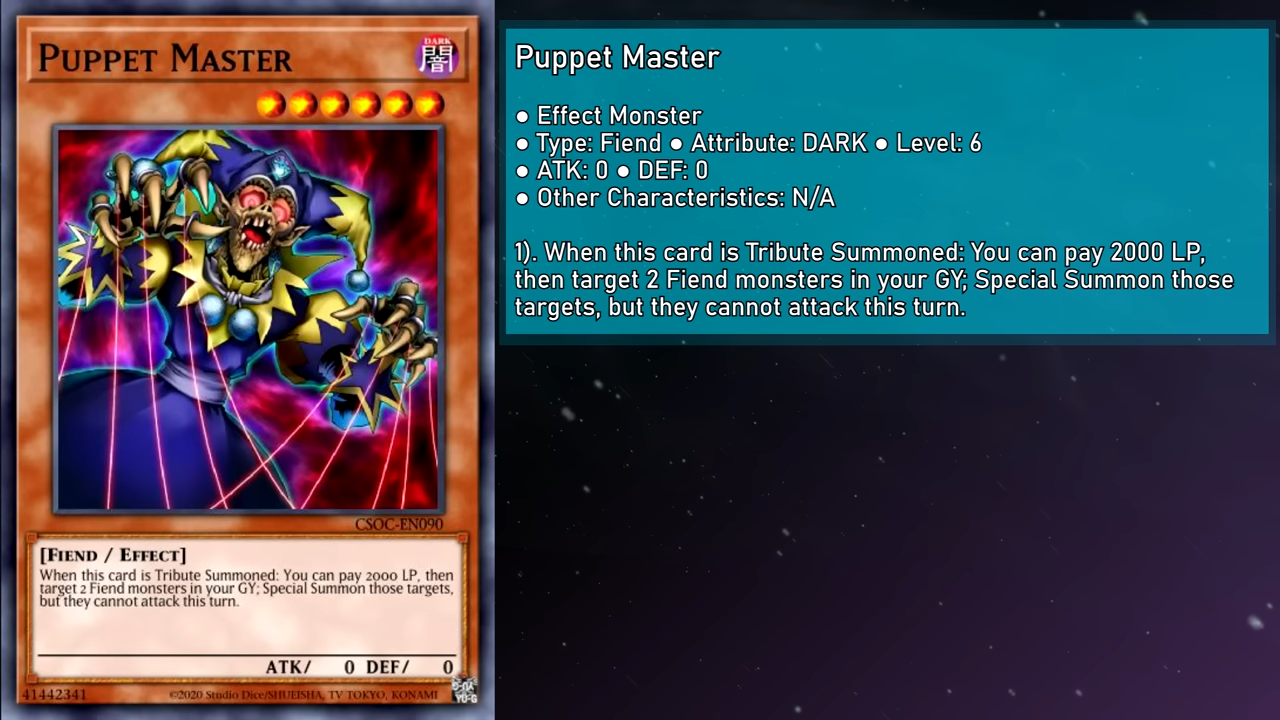 PUPPET MASTER
DARK
闇
CSOC-EN090
[FIEND / EFFECT]
When this card is Tribute Summoned: You can pay 2000 LP, then
target 2 Fiend monsters in your GY; Special Summon those targets,
but they cannot attack this turn.
ATK/ 0 DEF/ 0
41442341
©2020 Studio Dice/SHUEISHA, TV TOKYO, KONAMI
Puppet Master
● Effect Monster
● Type: Fiend ● Attribute: DARK ● Level: 6
● ATK: 0 ● DEF: 0
● Other Characteristics: N/A
1). When this card is Tribute Summoned: You can pay 2000 LP,
then target 2 Fiend monsters in your GY; Special Summon those
targets, but they cannot attack this turn.